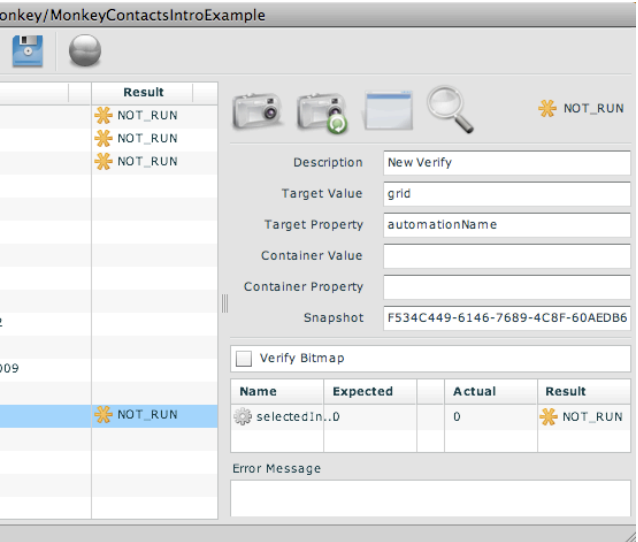 onkey/MonkeyContactsIntroExample
Result
NOT_RUN
NOT_RUN
NOT_RUN
009
NOT_RUN
NOT_RUN
Description New Verify
Target Value grid
Target Property automationName
Container Value
Container Property
Snapshot F534C449-6146-7689-4C8F-60AEDB6
Verify Bitmap
Name Expected Actual Result
selectedIn..0 0 NOT_RUN
Error Message